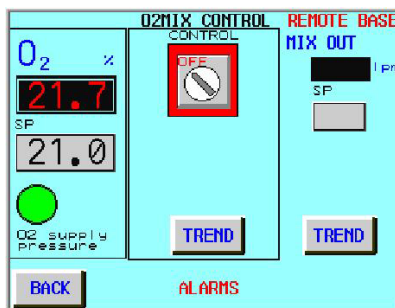 O2MIX CONTROL
REMOTE BASE
O2 %
21.7
SP
21.0
O2 supply
pressure
CONTROL
OFF
TREND
MIX OUT
SP
TREND
BACK
ALARMS